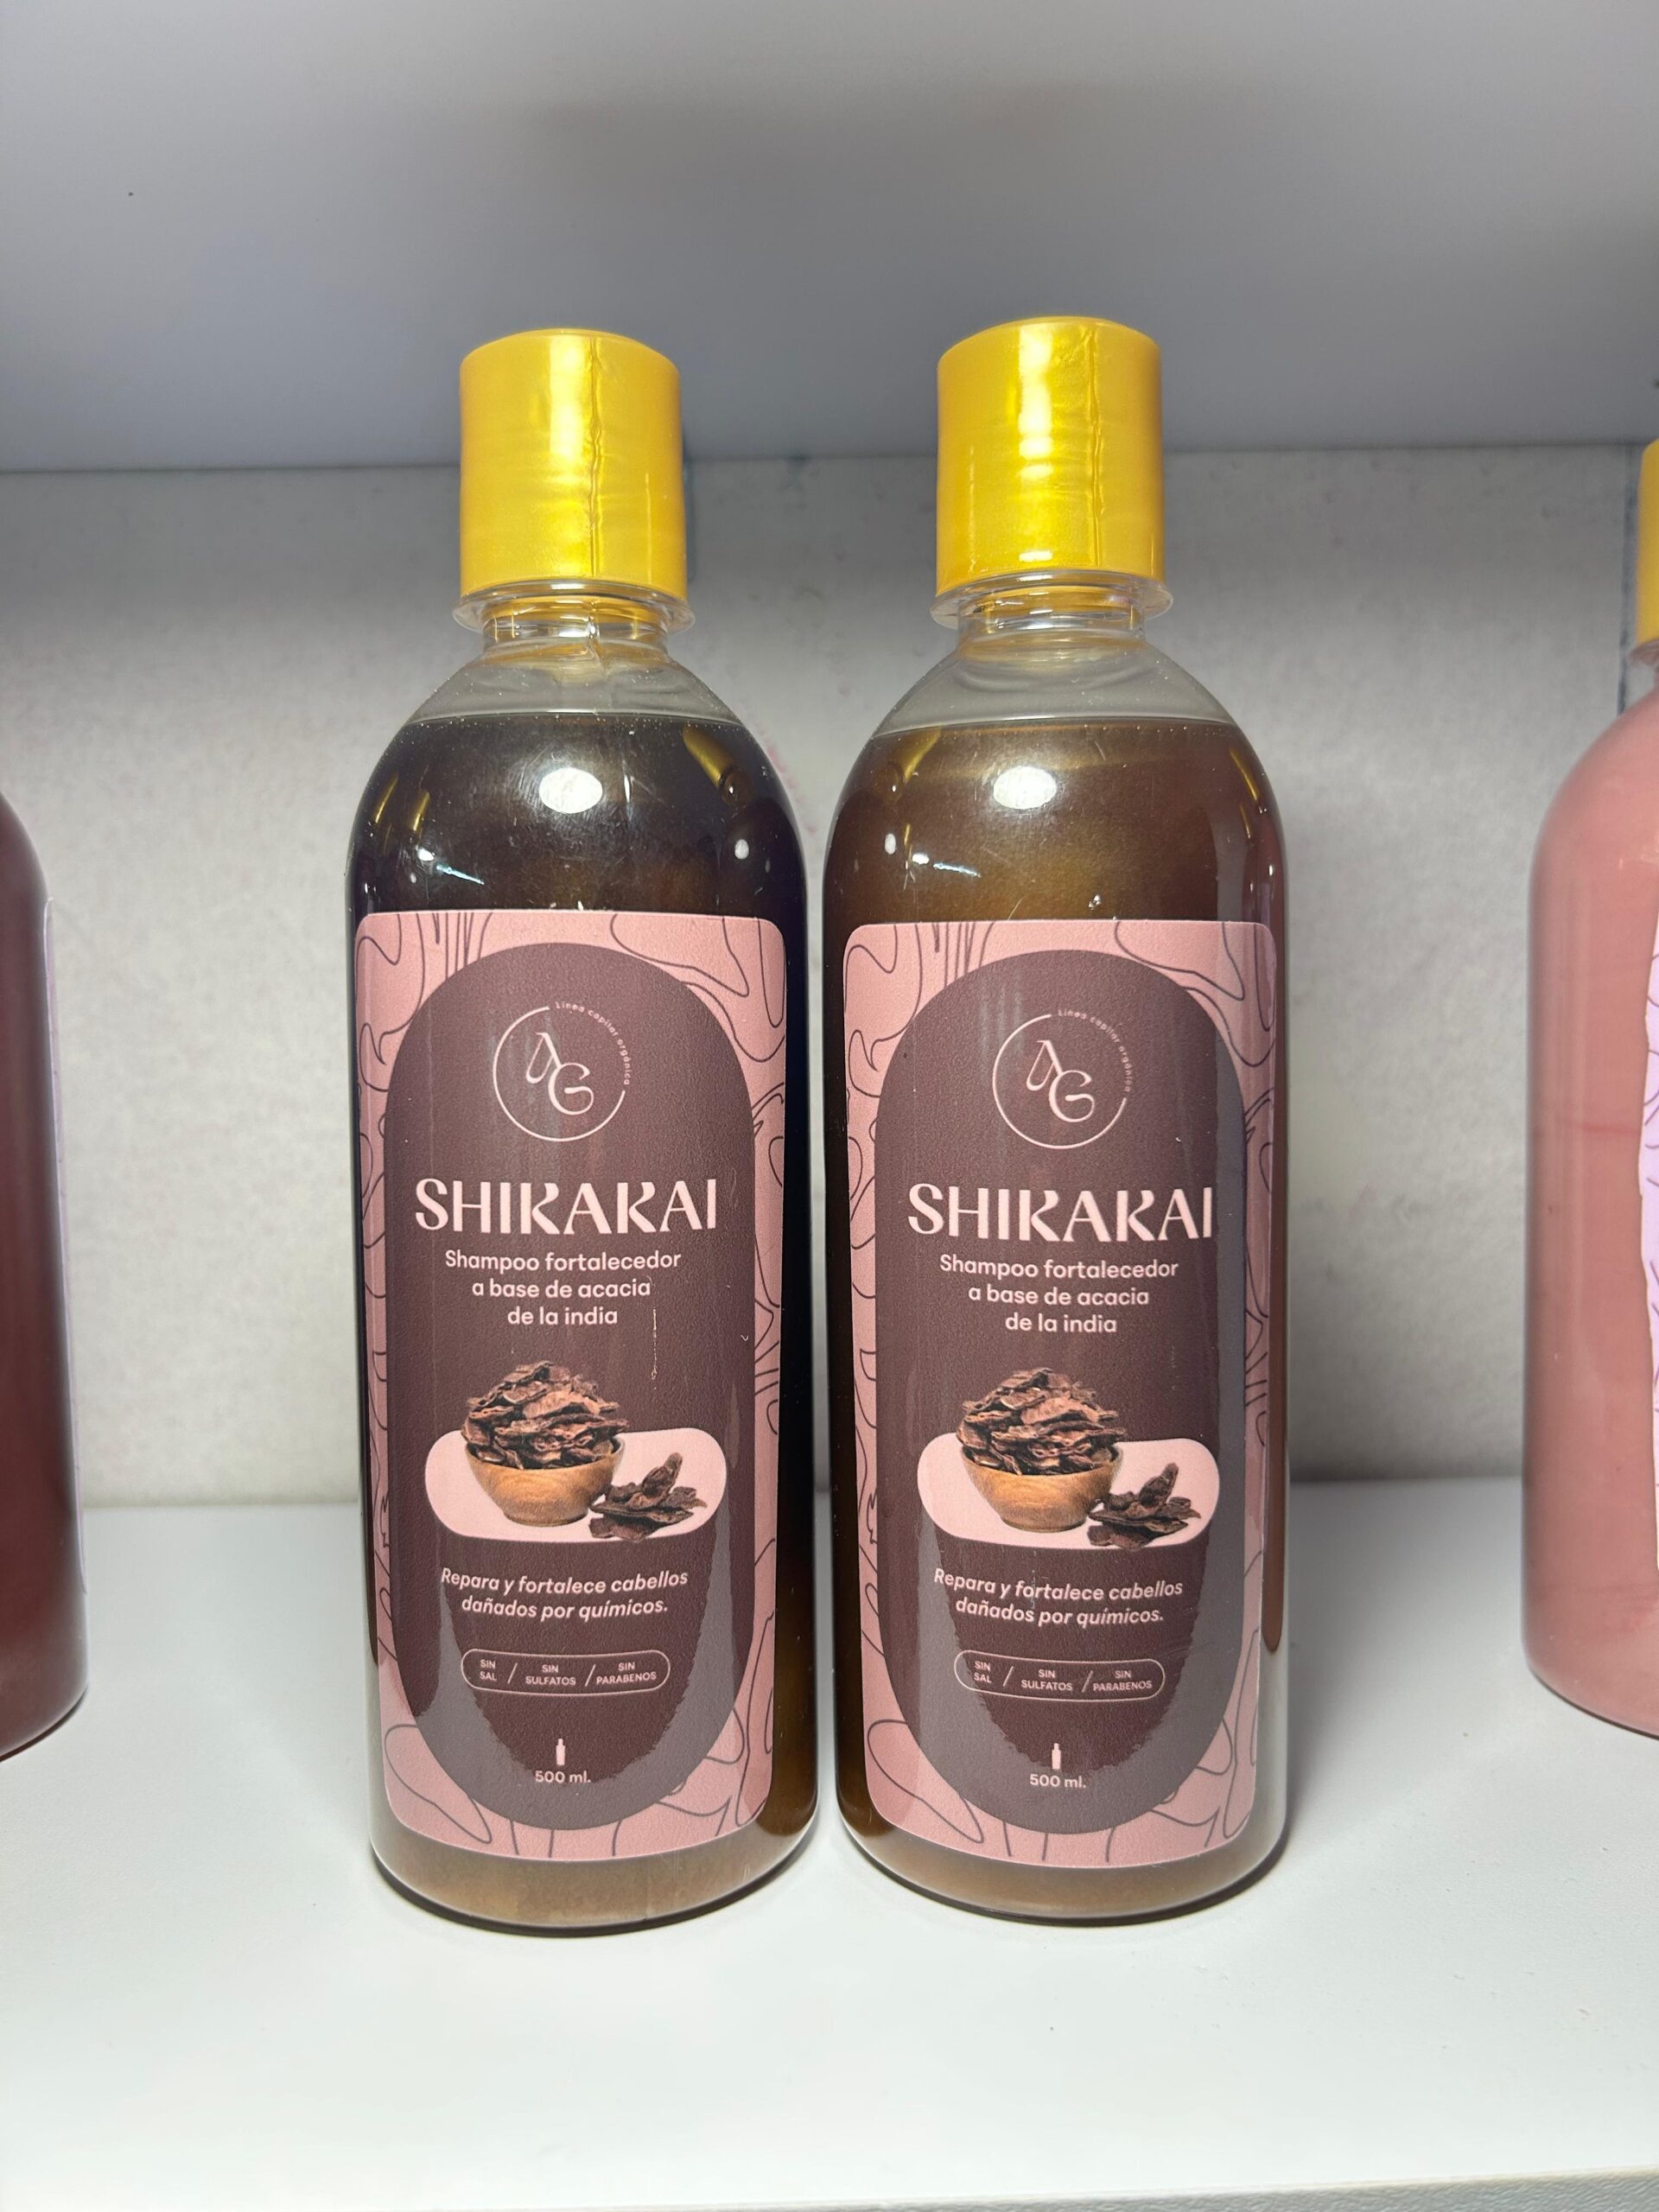 Línea capilar orgánica
AG
SHIKAKAI
Shampoo fortalecedor
a base de acacia
de la india
Repara y fortalece cabellos
dañados por químicos.
SIN SAL / SIN SULFATOS / SIN PARABENOS
500 ml.
Línea capilar orgánica
AG
SHIKAKAI
Shampoo fortalecedor
a base de acacia
de la india
Repara y fortalece cabellos
dañados por químicos.
SIN SAL / SIN SULFATOS / SIN PARABENOS
500 ml.